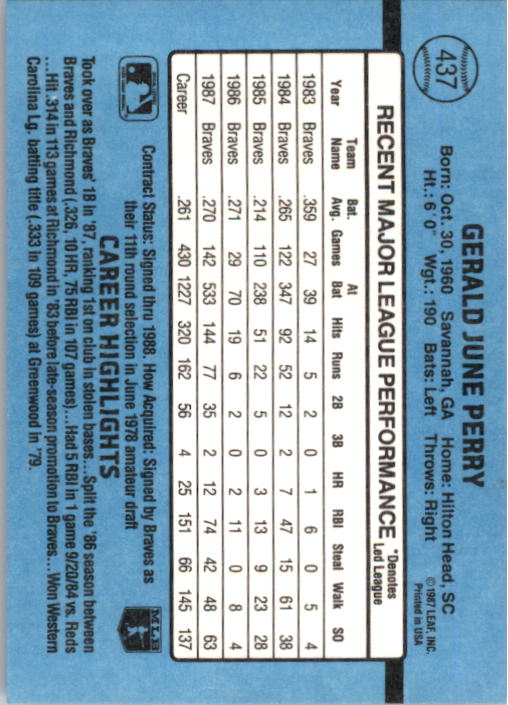 437
GERALD JUNE PERRY
Born: Oct. 30, 1960 Savannah, GA Home: Hilton Head, SC
Ht.: 6' 0" Wgt.: 190 Bats: Left Throws: Right
©1987 LEAF, INC.
Printed in USA
RECENT MAJOR LEAGUE PERFORMANCE *Denotes Led League
Year Team Name Bat. Avg. Games At Bat Hits Runs 2B 3B HR RBI Steal Walk SO
1983 Braves .359 27 39 14 5 2 0 1 6 0 5 4
1984 Braves .265 122 347 92 52 12 2 7 47 15 61 38
1985 Braves .214 110 238 51 22 5 0 3 13 9 23 28
1986 Braves .271 29 70 19 6 2 0 2 11 0 8 4
1987 Braves .270 142 533 144 77 35 2 12 74 42 48 63
Career .261 430 1227 320 162 56 4 25 151 66 145 137
Contract Status: Signed thru 1988. How Acquired: Signed by Braves as
their 11th round selection in June 1978 amateur draft
MLB
CAREER HIGHLIGHTS
Took over as Braves' 1B in '87, ranking 1st on club in stolen bases...Split the '86 season between
Braves and Richmond (.326, 10 HR, 75 RBI in 107 games)...Had 5 RBI in 1 game 9/20/84 vs. Reds
...Hit .314 in 113 games at Richmond in '83 before late-season promotion to Braves...Won Western
Carolina Lg. batting title (.333 in 109 games) at Greenwood in '79.